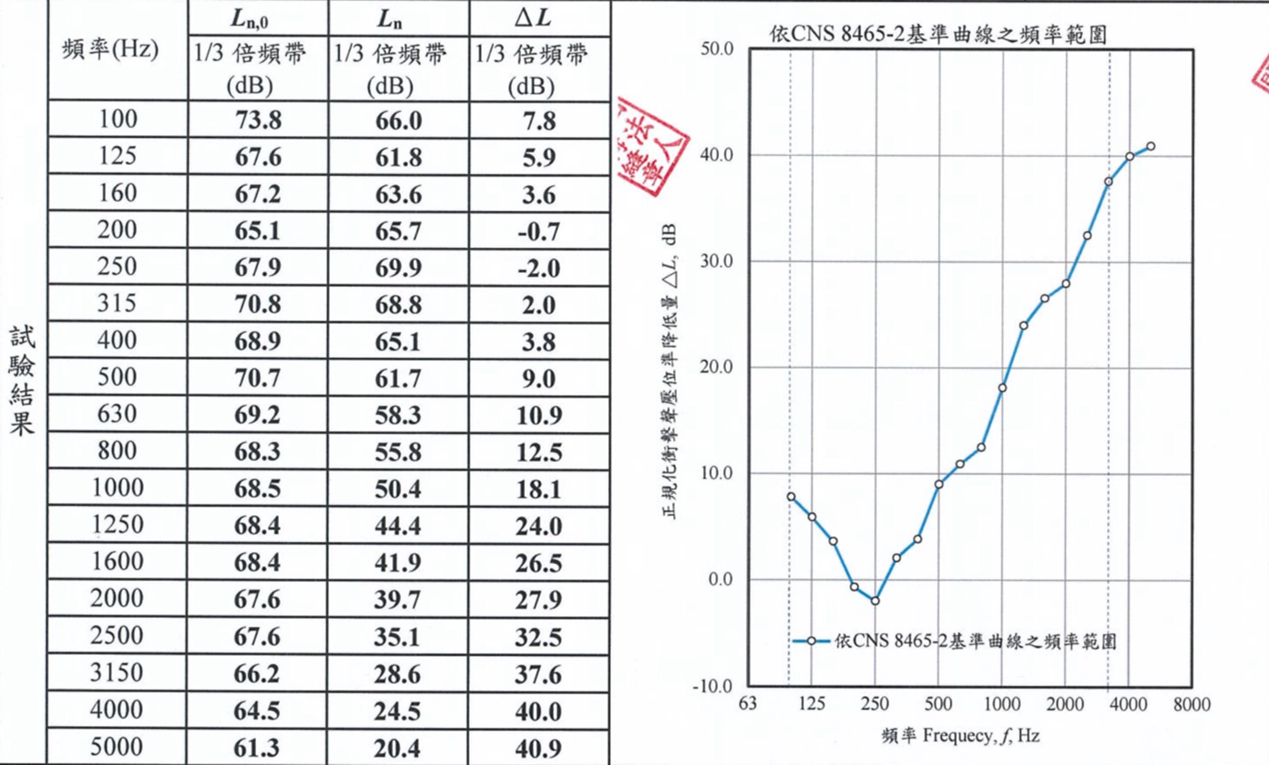 頻率(Hz) Ln,0 Ln ΔL
1/3 倍頻帶 (dB) 1/3 倍頻帶 (dB) 1/3 倍頻帶 (dB)
100 73.8 66.0 7.8
125 67.6 61.8 5.9
160 67.2 63.6 3.6
200 65.1 65.7 -0.7
250 67.9 69.9 -2.0
315 70.8 68.8 2.0
400 68.9 65.1 3.8
500 70.7 61.7 9.0
630 69.2 58.3 10.9
800 68.3 55.8 12.5
1000 68.5 50.4 18.1
1250 68.4 44.4 24.0
1600 68.4 41.9 26.5
2000 67.6 39.7 27.9
2500 67.6 35.1 32.5
3150 66.2 28.6 37.6
4000 64.5 24.5 40.0
5000 61.3 20.4 40.9
試驗結果
依CNS 8465-2基準曲線之頻率範圍
50.0
40.0
30.0
20.0
10.0
0.0
-10.0
正規化衝擊聲壓位準降低量 △L, dB
依CNS 8465-2基準曲線之頻率範圍
63 125 250 500 1000 2000 4000 8000
頻率 Frequecy, f, Hz
法人
縫章